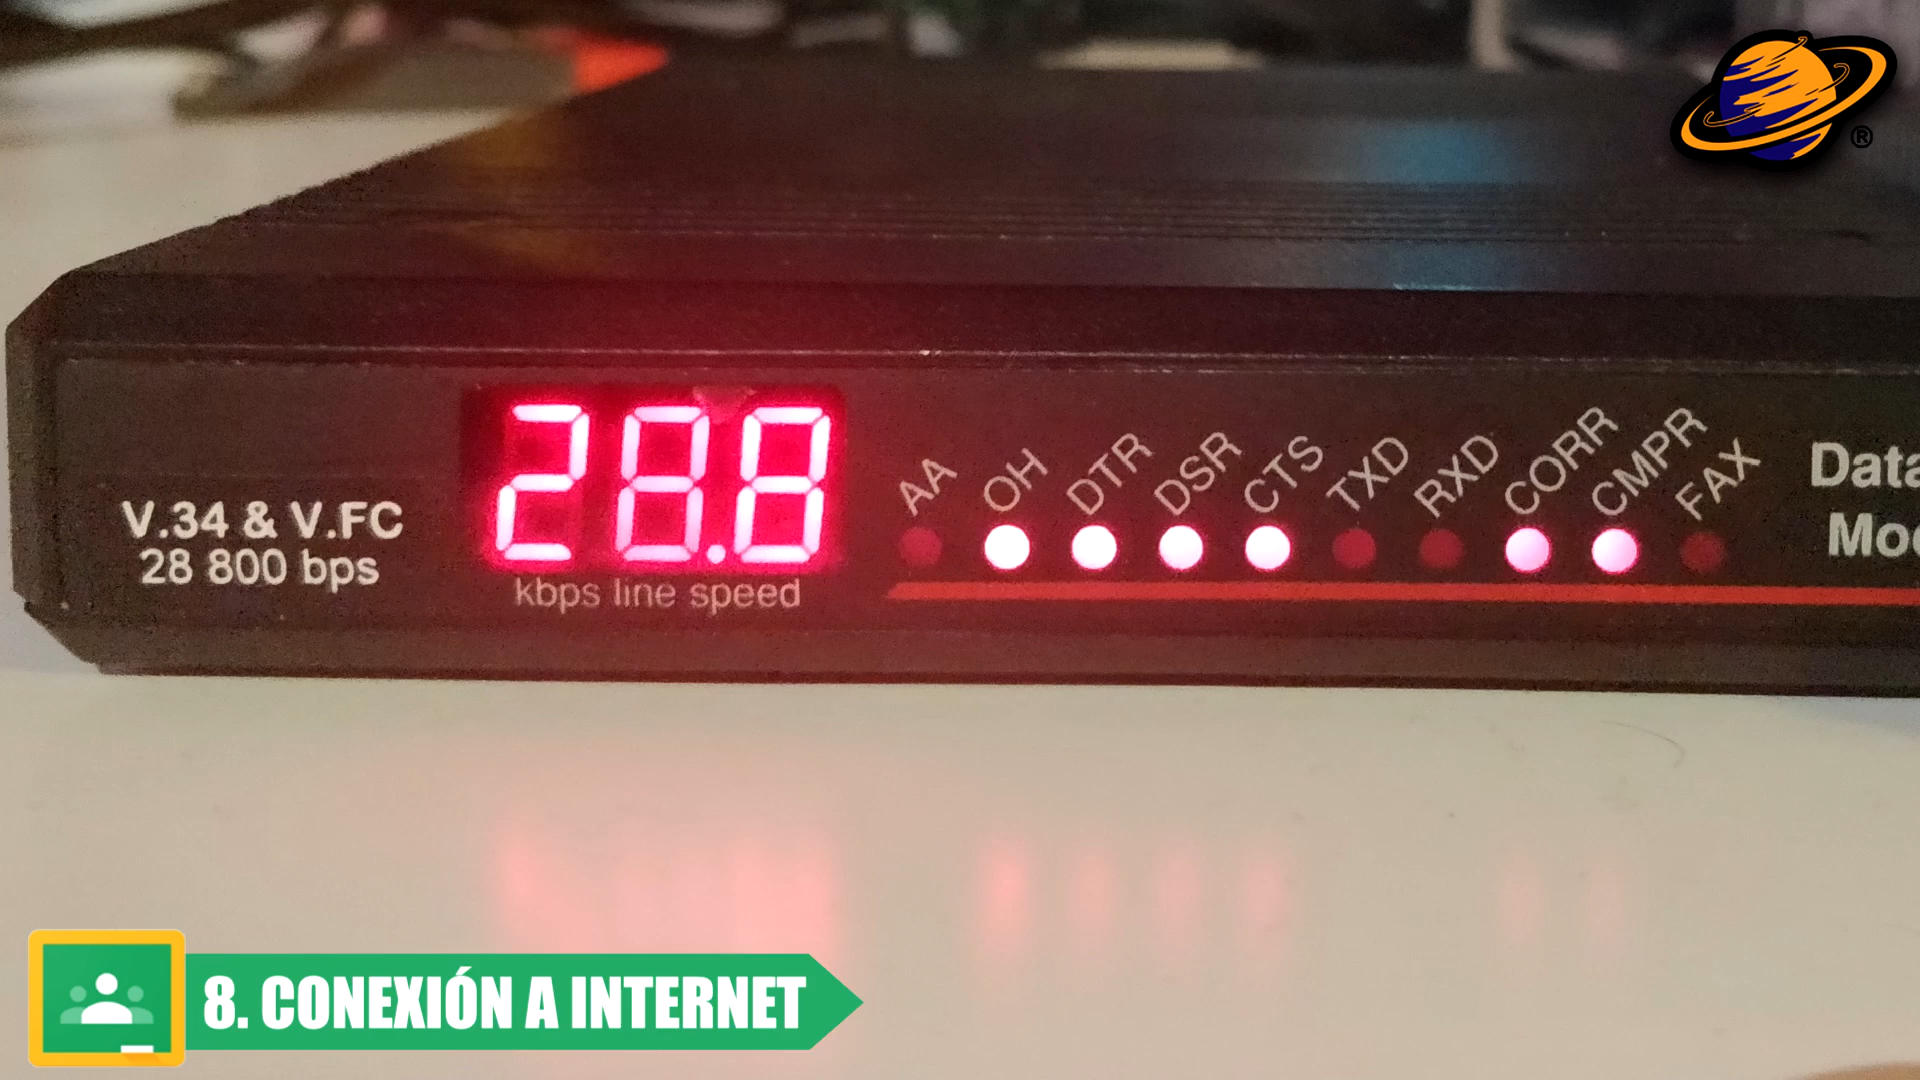 ®
V.34 & V.FC
28 800 bps
28.8
kbps line speed
AA OH DTR DSR CTS TXD RXD CORR CMPR FAX
Data
8. CONEXIÓN A INTERNET